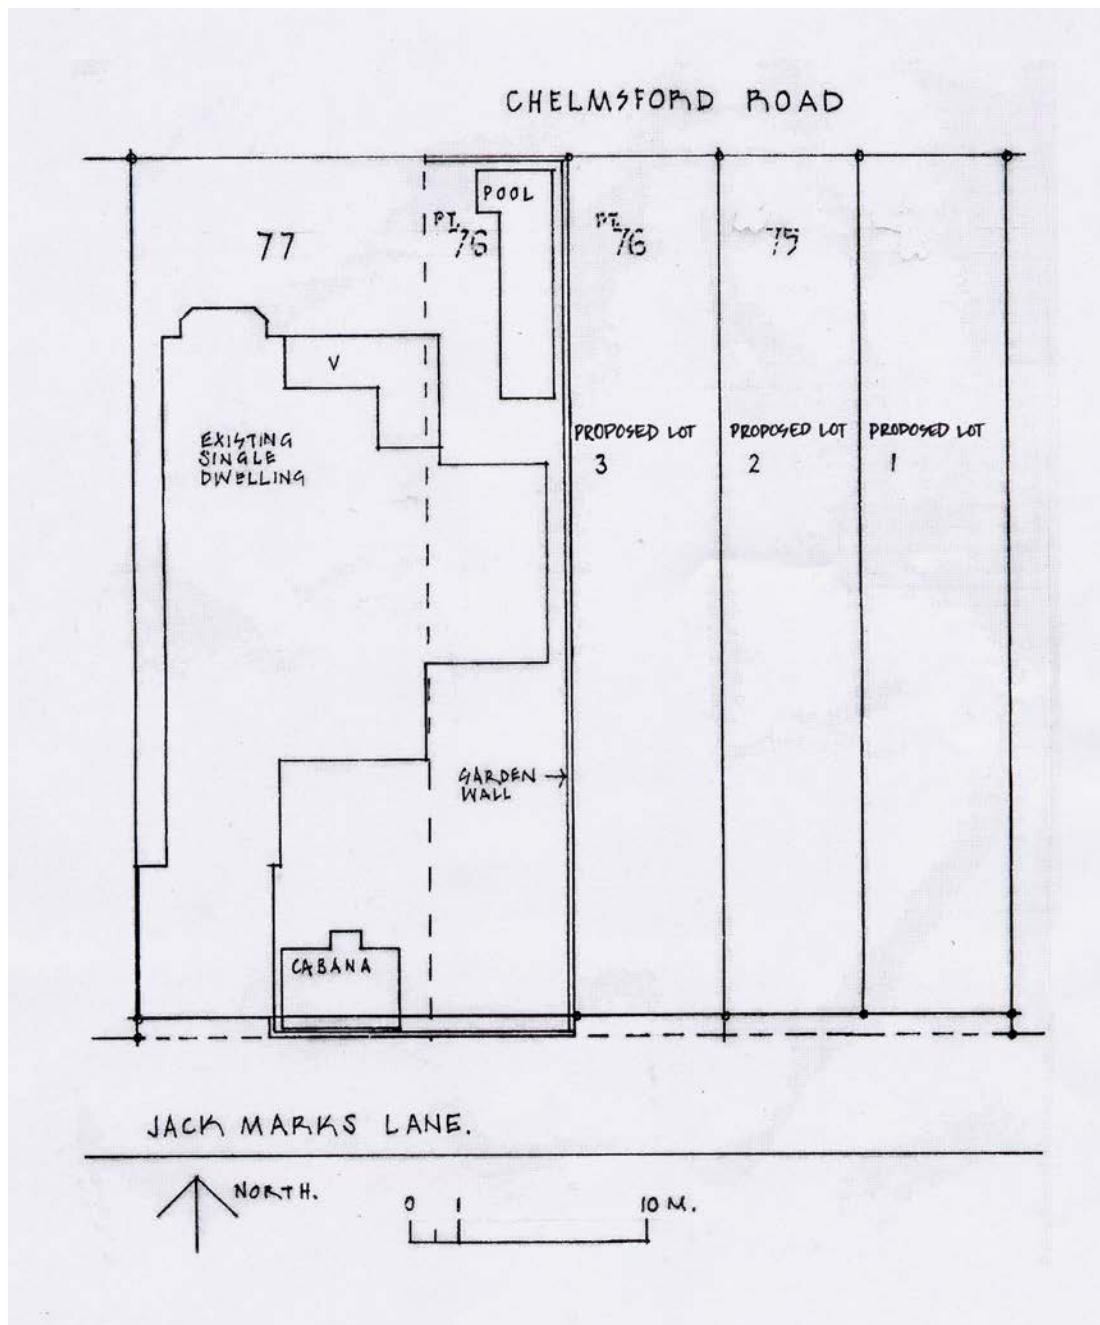 CHELMSFORD ROAD
POOL
77
PT.
76
PT.
76
75
V
EXISTING
SINGLE
DWELLING
PROPOSED LOT
3
PROPOSED LOT
2
PROPOSED LOT
1
GARDEN
WALL
CABANA
JACK MARKS LANE.
NORTH.
0 1 10 M.